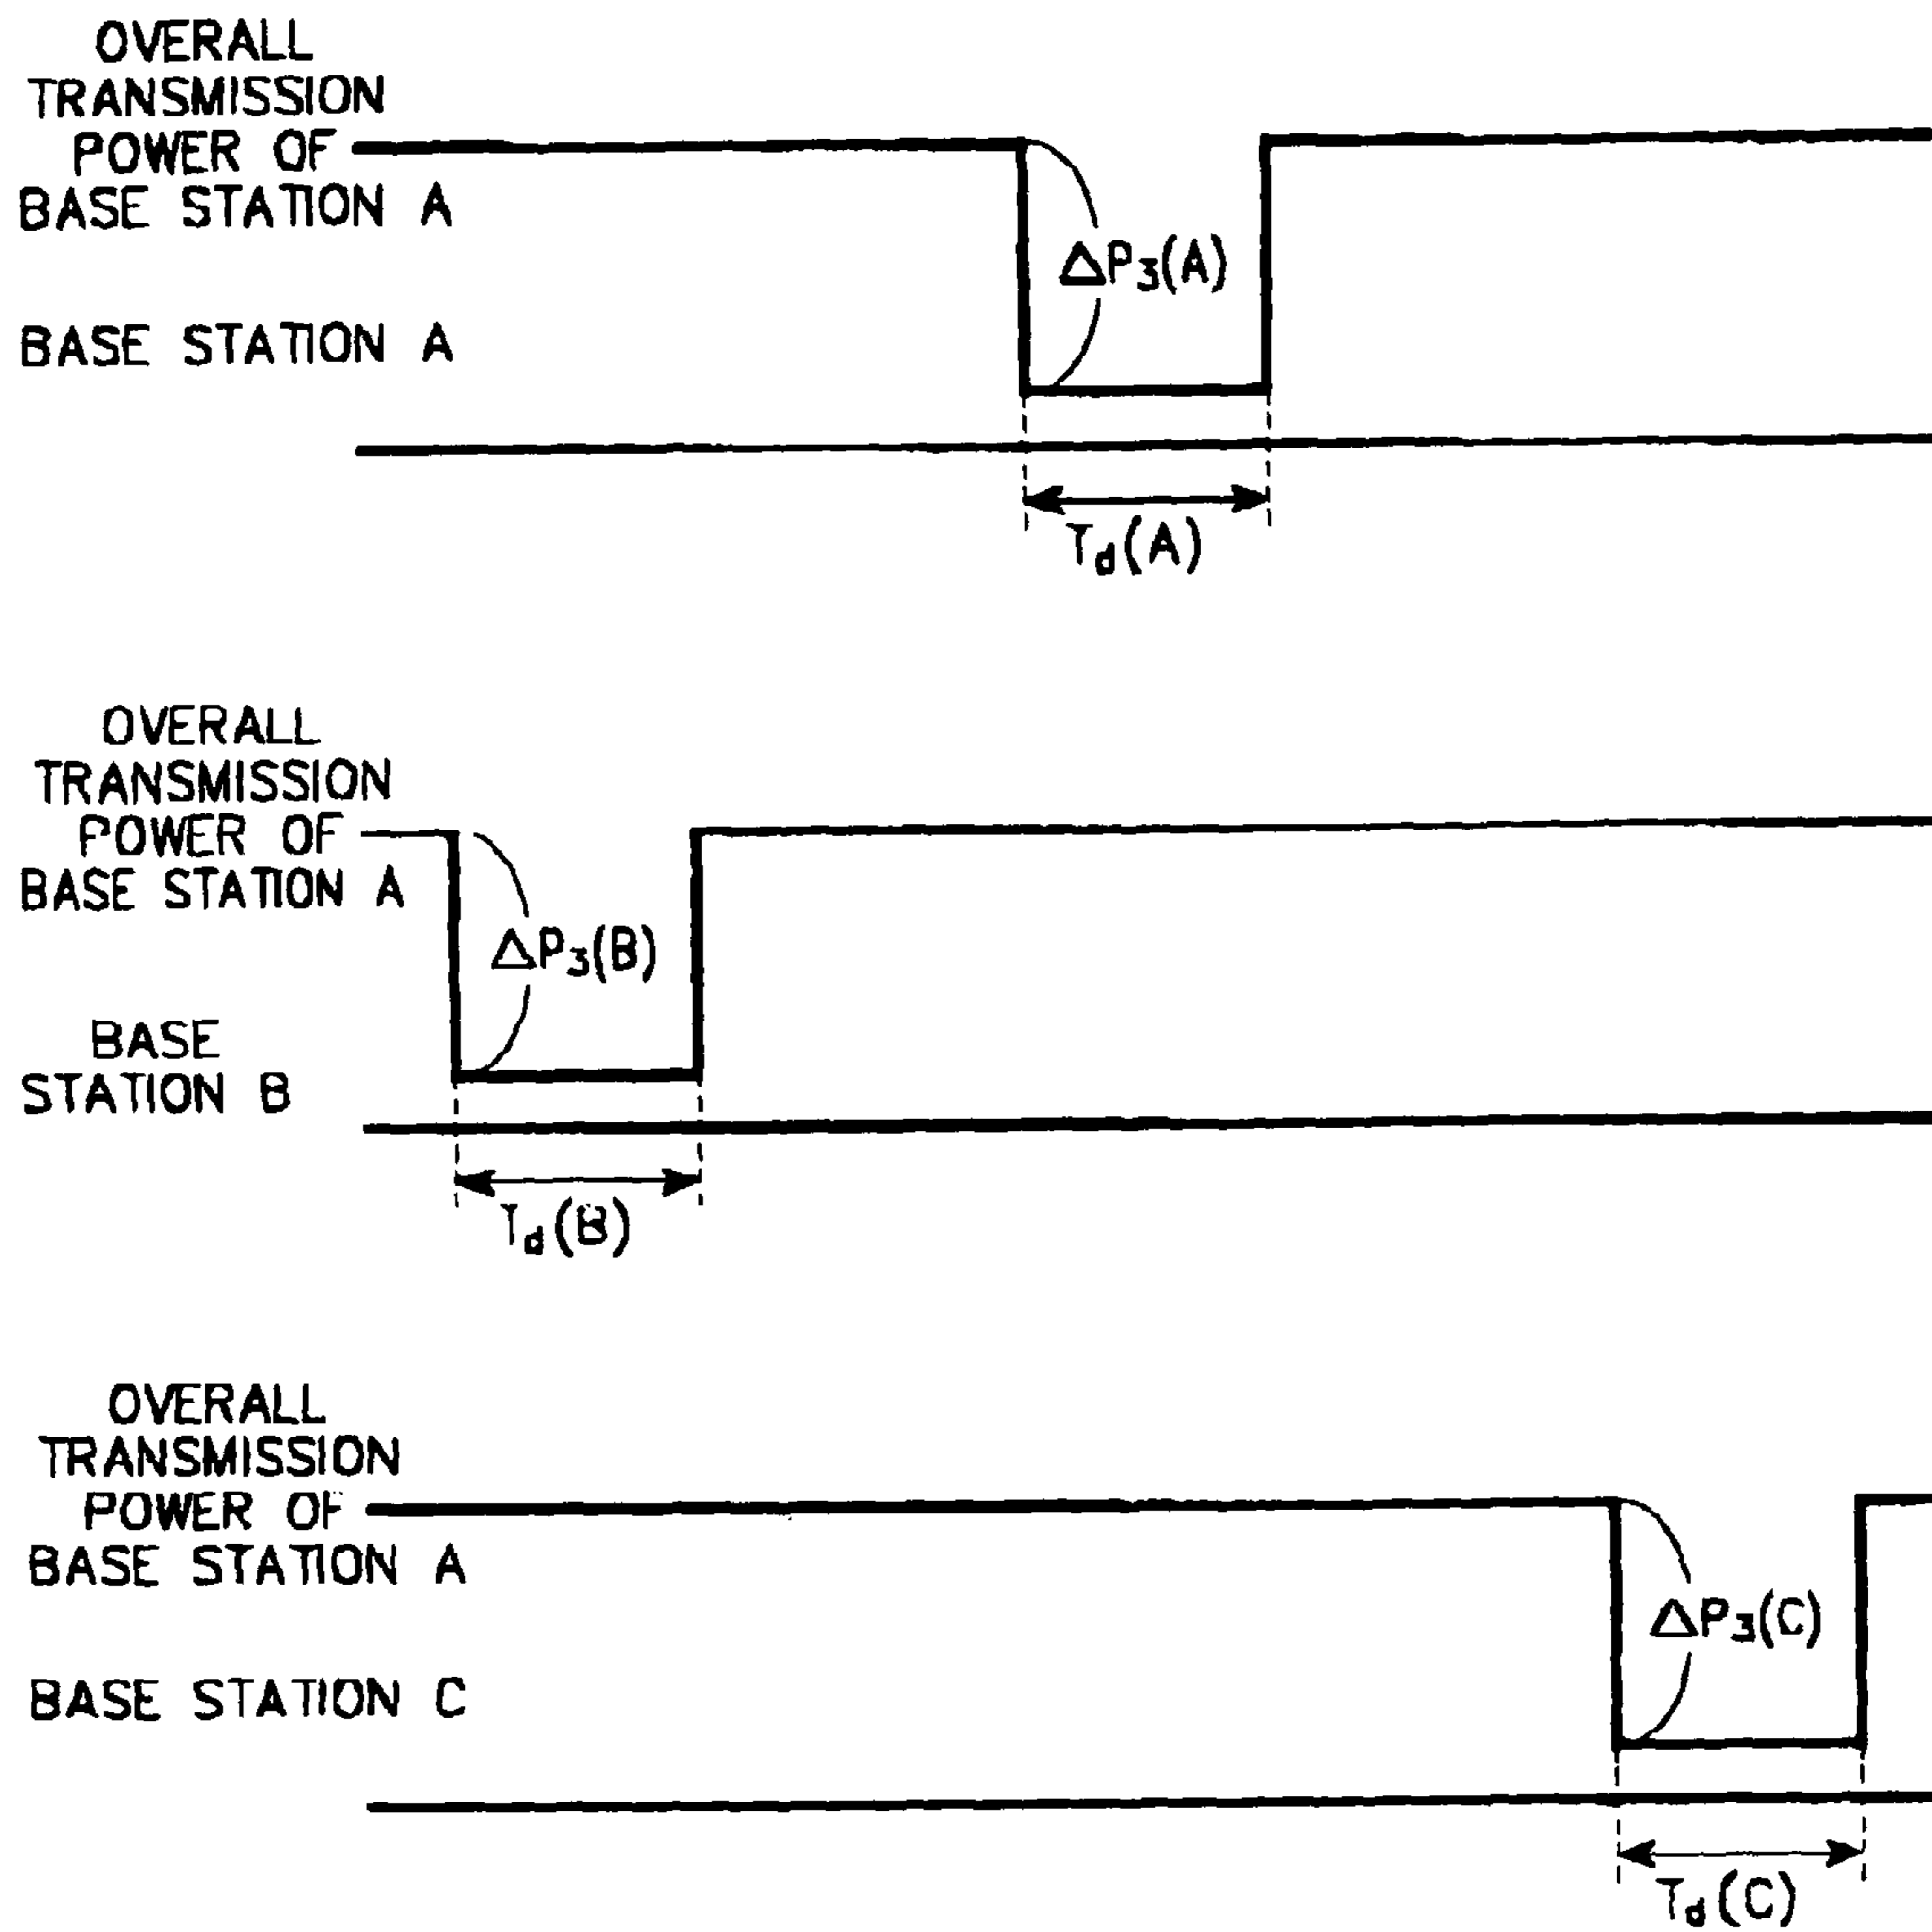 OVERALL
TRANSMISSION
POWER OF
BASE STATION A
ΔP3(A)
BASE STATION A
Td(A)
OVERALL
TRANSMISSION
POWER OF
BASE STATION A
ΔP3(B)
BASE
STATION B
Td(B)
OVERALL
TRANSMISSION
POWER OF
BASE STATION A
ΔP3(C)
BASE STATION C
Td(C)